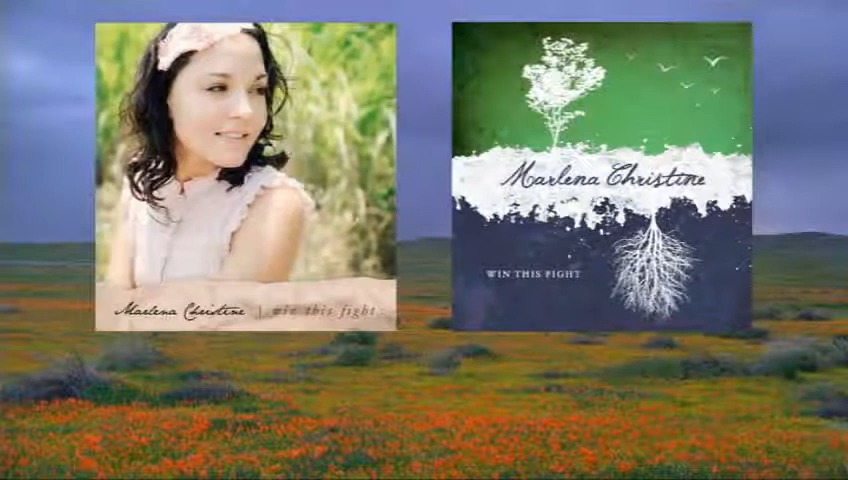 Marlena Christine | win this fight
Marlena Christine
WIN THIS FIGHT